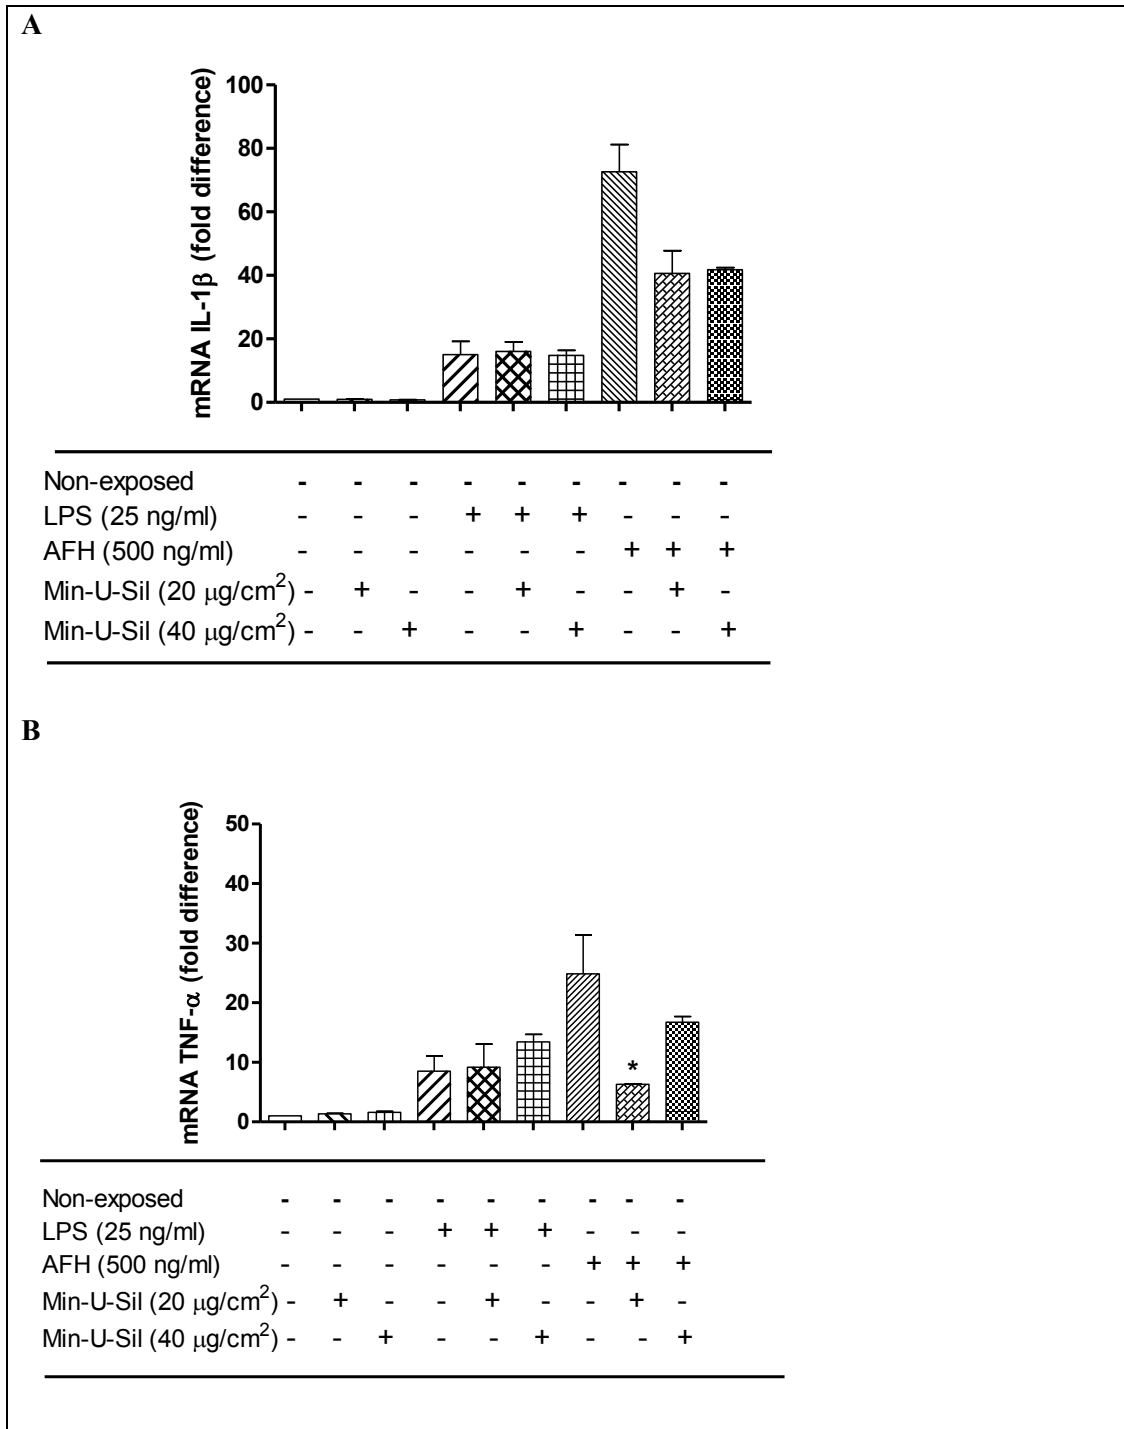 A
mRNA IL-1β (fold difference)
100
80
60
40
20
0
Non-exposed - - - - - - - - -
LPS (25 ng/ml) - - - + + + - - -
AFH (500 ng/ml) - - - - - - + + +
Min-U-Sil (20 μg/cm²) - + - - + - - + -
Min-U-Sil (40 μg/cm²) - - + - - + - - +
B
mRNA TNF-α (fold difference)
50
40
30
20
10
0
*
Non-exposed - - - - - - - - -
LPS (25 ng/ml) - - - + + + - - -
AFH (500 ng/ml) - - - - - - + + +
Min-U-Sil (20 μg/cm²) - + - - + - - + -
Min-U-Sil (40 μg/cm²) - - + - - + - - +